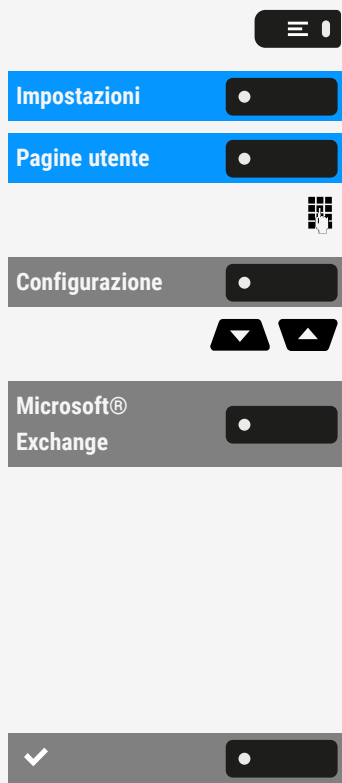 Impostazioni
Pagine utente
Configurazione
Microsoft®
Exchange